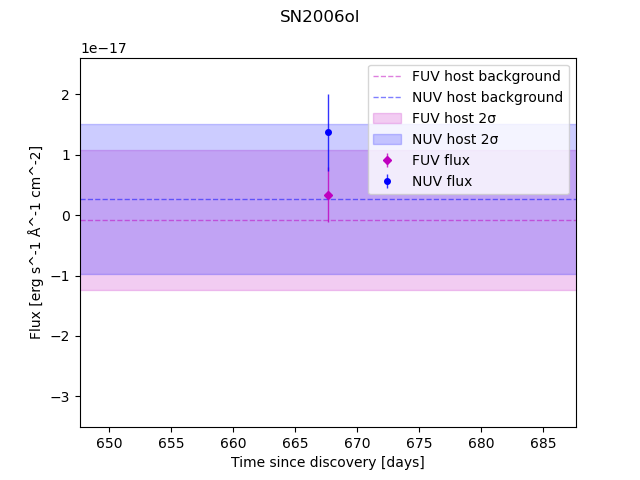 SN2006ol
1e−17
FUV host background
NUV host background
FUV host 2σ
NUV host 2σ
FUV flux
NUV flux
2
1
0
−1
−2
−3
Flux [erg s^-1 Å^-1 cm^-2]
650
655
660
665
670
675
680
685
Time since discovery [days]